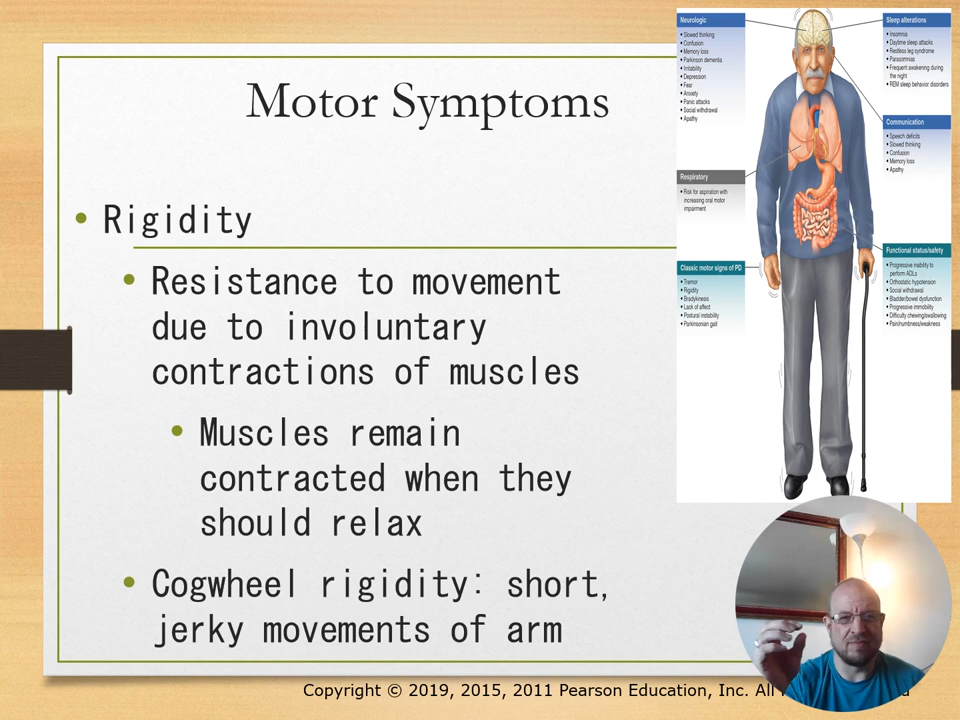 Motor Symptoms
• Rigidity
• Resistance to movement
due to involuntary
contractions of muscles
• Muscles remain
contracted when they
should relax
• Cogwheel rigidity: short,
jerky movements of arm
Neurologic
• Slowed thinking
• Confusion
• Memory loss
• Parkinson dementia
• Irritability
• Depression
• Fear
• Anxiety
• Panic attacks
• Social withdrawal
• Apathy
Respiratory
• Risk for aspiration with
increasing oral motor
impairment
Classic motor signs of PD
• Tremor
• Rigidity
• Bradykinesis
• Lack of affect
• Postural instability
• Parkinsonian gait
Sleep alterations
• Insomnia
• Daytime sleep attacks
• Restless leg syndrome
• Parasomnias
• Frequent awakening during
the night
• REM sleep behavior disorders
Communication
• Speech deficits
• Slowed thinking
• Confusion
• Memory loss
• Apathy
Functional status/safety
• Progressive inability to
perform ADLs
• Orthostatic hypotension
• Social withdrawal
• Bladder/bowel dysfunction
• Progressive immobility
• Difficulty chewing/swallowing
• Pain/numbness/weakness
Copyright © 2019, 2015, 2011 Pearson Education, Inc. All